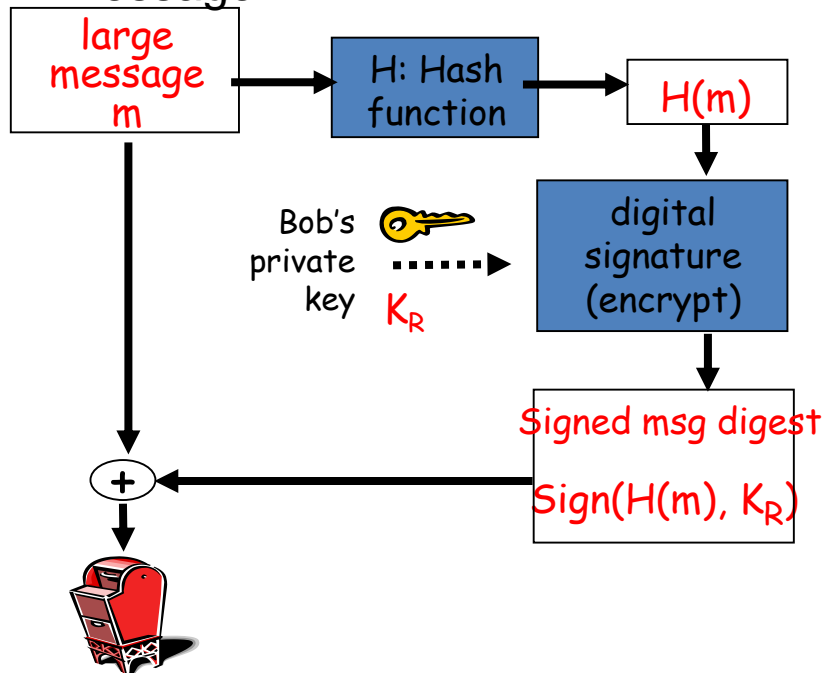 large
message
m
H: Hash
function
H(m)
Bob's
private
key
K_R
digital
signature
(encrypt)
Signed msg digest
Sign(H(m), K_R)
+